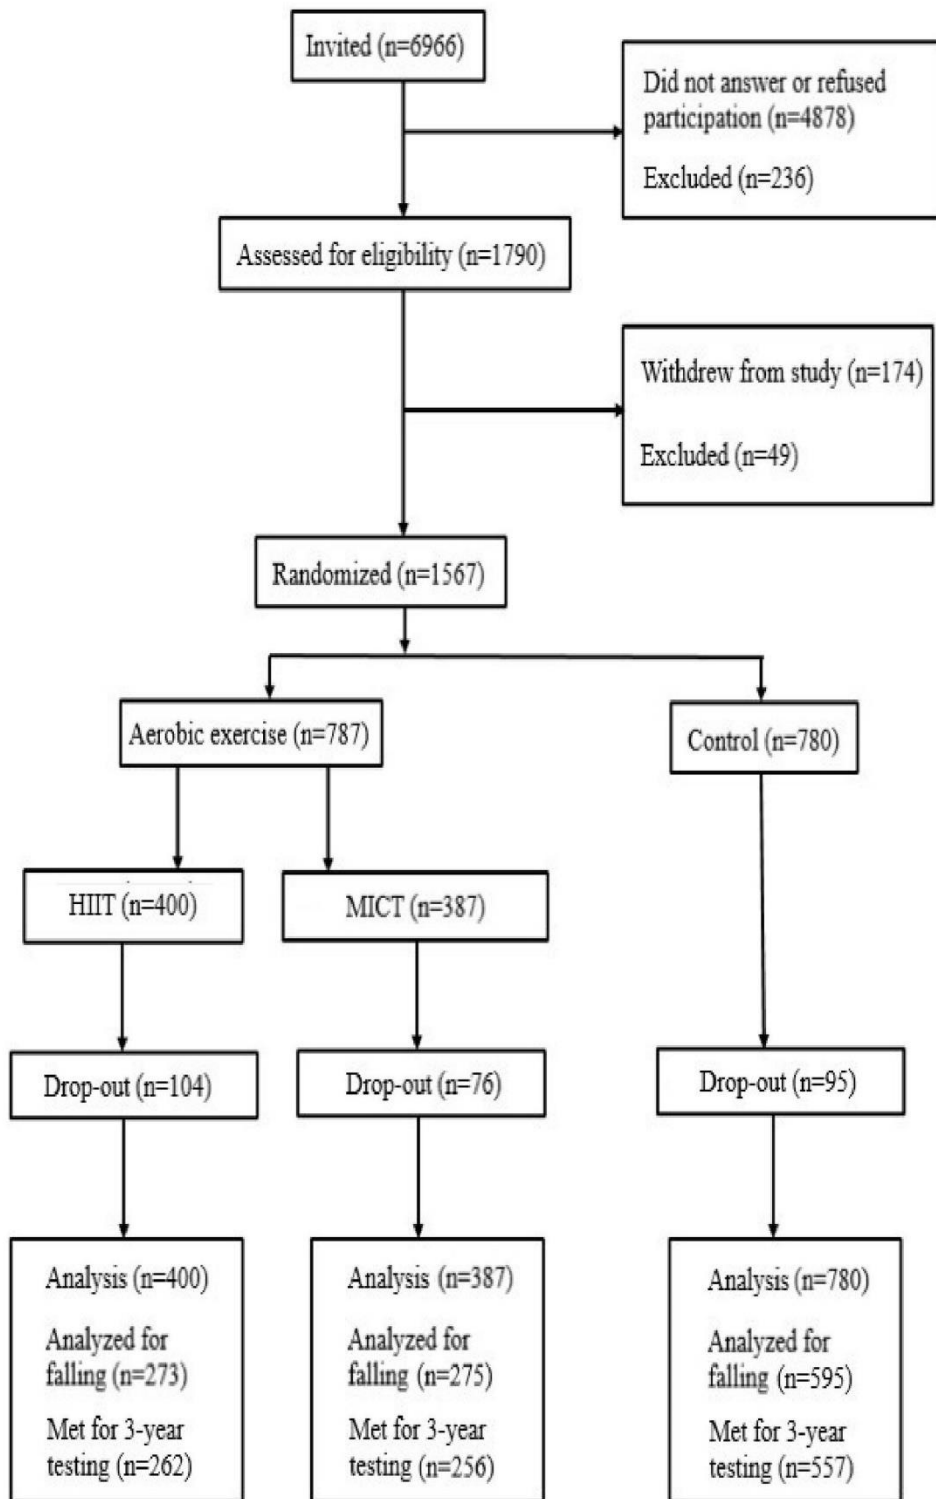 Invited (n=6966)
Did not answer or refused
participation (n=4878)
Excluded (n=236)
Assessed for eligibility (n=1790)
Withdrew from study (n=174)
Excluded (n=49)
Randomized (n=1567)
Aerobic exercise (n=787)
Control (n=780)
HIIT (n=400)
MICT (n=387)
Drop-out (n=104)
Drop-out (n=76)
Drop-out (n=95)
Analysis (n=400)
Analyzed for
falling (n=273)
Met for 3-year
testing (n=262)
Analysis (n=387)
Analyzed for
falling (n=275)
Met for 3-year
testing (n=256)
Analysis (n=780)
Analyzed for
falling (n=595)
Met for 3-year
testing (n=557)